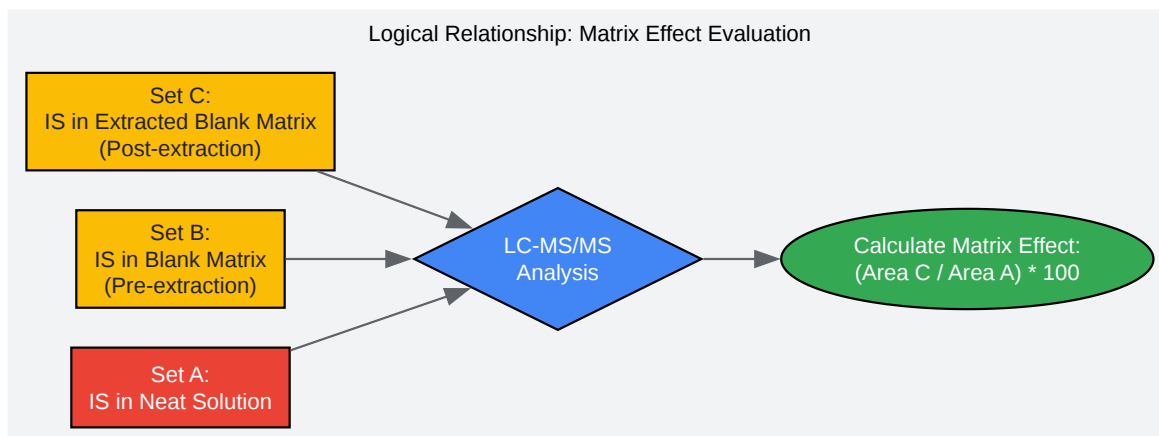 Logical Relationship: Matrix Effect Evaluation
Set C:
IS in Extracted Blank Matrix
(Post-extraction)
Set B:
IS in Blank Matrix
(Pre-extraction)
Set A:
IS in Neat Solution
LC-MS/MS
Analysis
Calculate Matrix Effect:
(Area C / Area A) * 100